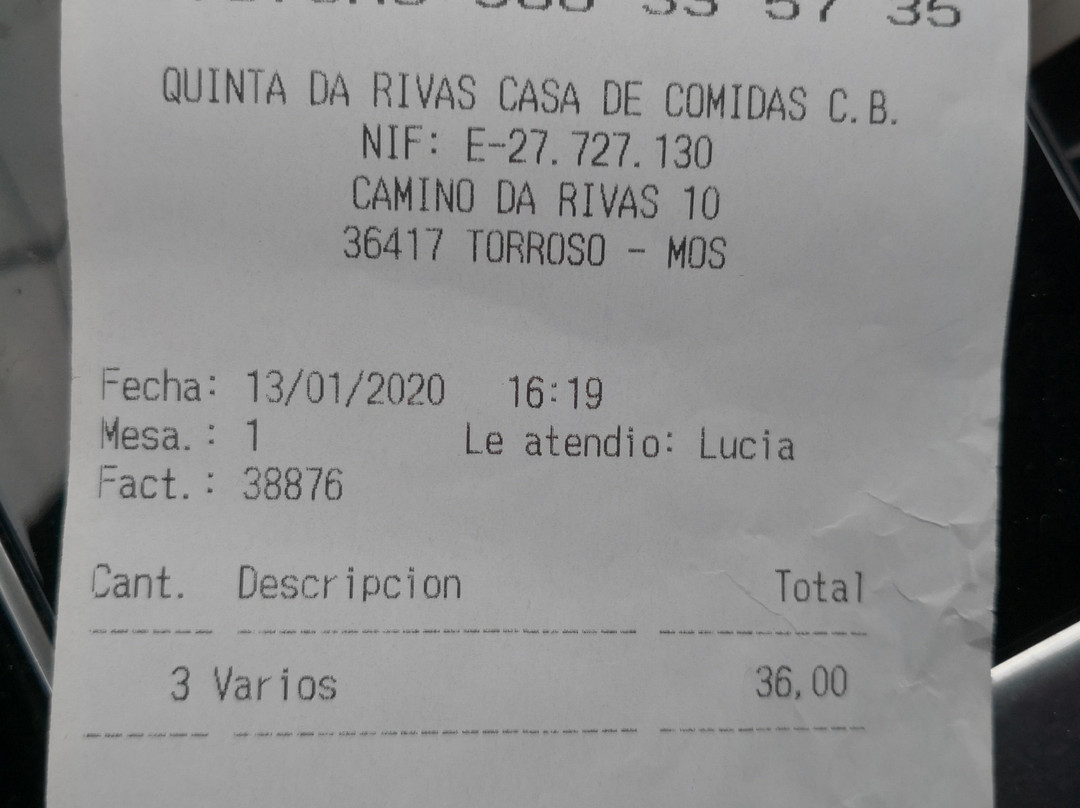 35
QUINTA DA RIVAS CASA DE COMIDAS C.B.
NIF: E-27.727.130
CAMINO DA RIVAS 10
36417 TORROSO - MOS
Fecha: 13/01/2020 16:19
Mesa.: 1 Le atendio: Lucia
Fact.: 38876
Cant. Descripcion Total
3 Varios 36,00